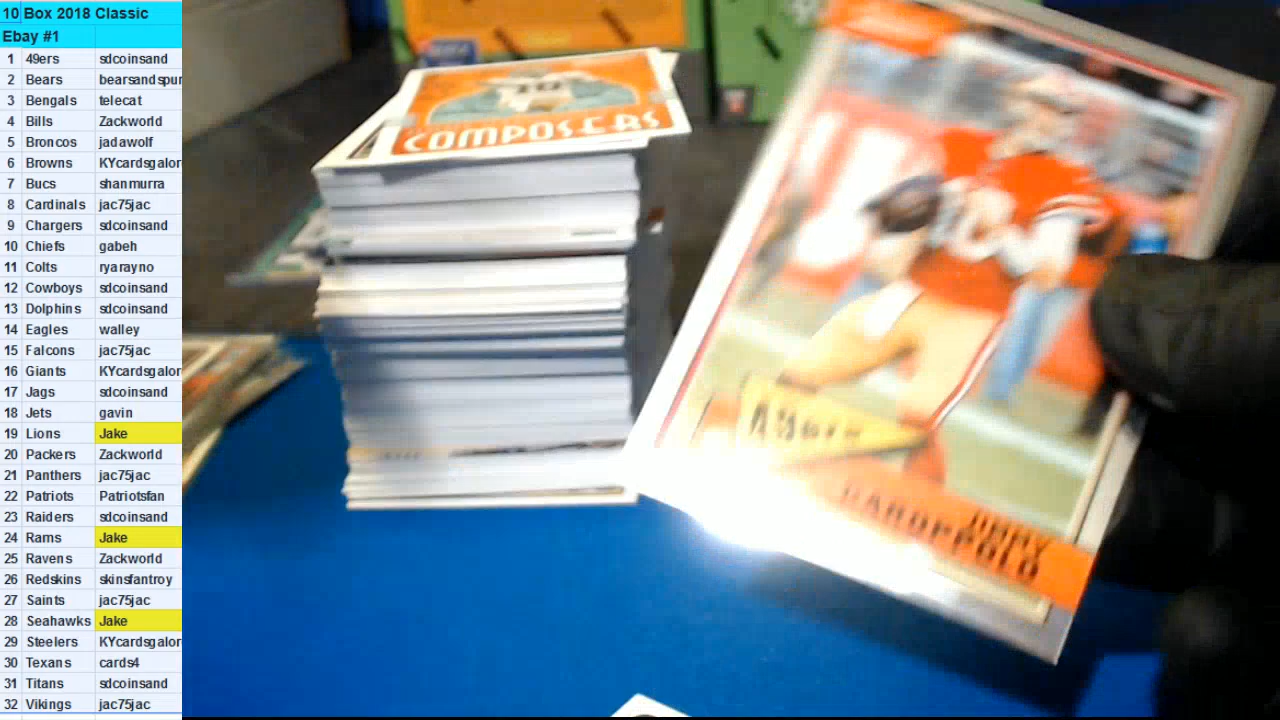 10 Box 2018 Classic
Ebay #1
1 49ers sdcoinsand
2 Bears bearsandspur
3 Bengals telecat
4 Bills Zackworld
5 Broncos jadawolf
6 Browns KYcardsgalor
7 Bucs shanmurra
8 Cardinals jac75jac
9 Chargers sdcoinsand
10 Chiefs gabeh
11 Colts ryarayno
12 Cowboys sdcoinsand
13 Dolphins sdcoinsand
14 Eagles walley
15 Falcons jac75jac
16 Giants KYcardsgalor
17 Jags sdcoinsand
18 Jets gavin
19 Lions Jake
20 Packers Zackworld
21 Panthers jac75jac
22 Patriots Patriotsfan
23 Raiders sdcoinsand
24 Rams Jake
25 Ravens Zackworld
26 Redskins skinsfantroy
27 Saints jac75jac
28 Seahawks Jake
29 Steelers KYcardsgalor
30 Texans cards4
31 Titans sdcoinsand
32 Vikings jac75jac
COMPOSERS
49ers
JIMMY
GAROPPOLO